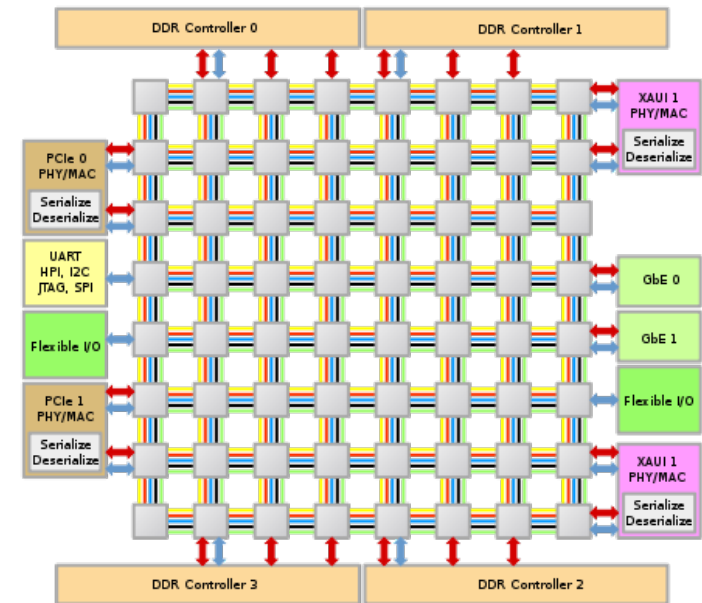 DDR Controller 0
DDR Controller 1
XAUI 1
PHY/MAC
Serialize
Deserialize
PCIe 0
PHY/MAC
Serialize
Deserialize
UART
HPI, I2C
JTAG, SPI
GbE 0
Flexible I/O
GbE 1
PCIe 1
PHY/MAC
Serialize
Deserialize
Flexible I/O
XAUI 1
PHY/MAC
Serialize
Deserialize
DDR Controller 3
DDR Controller 2